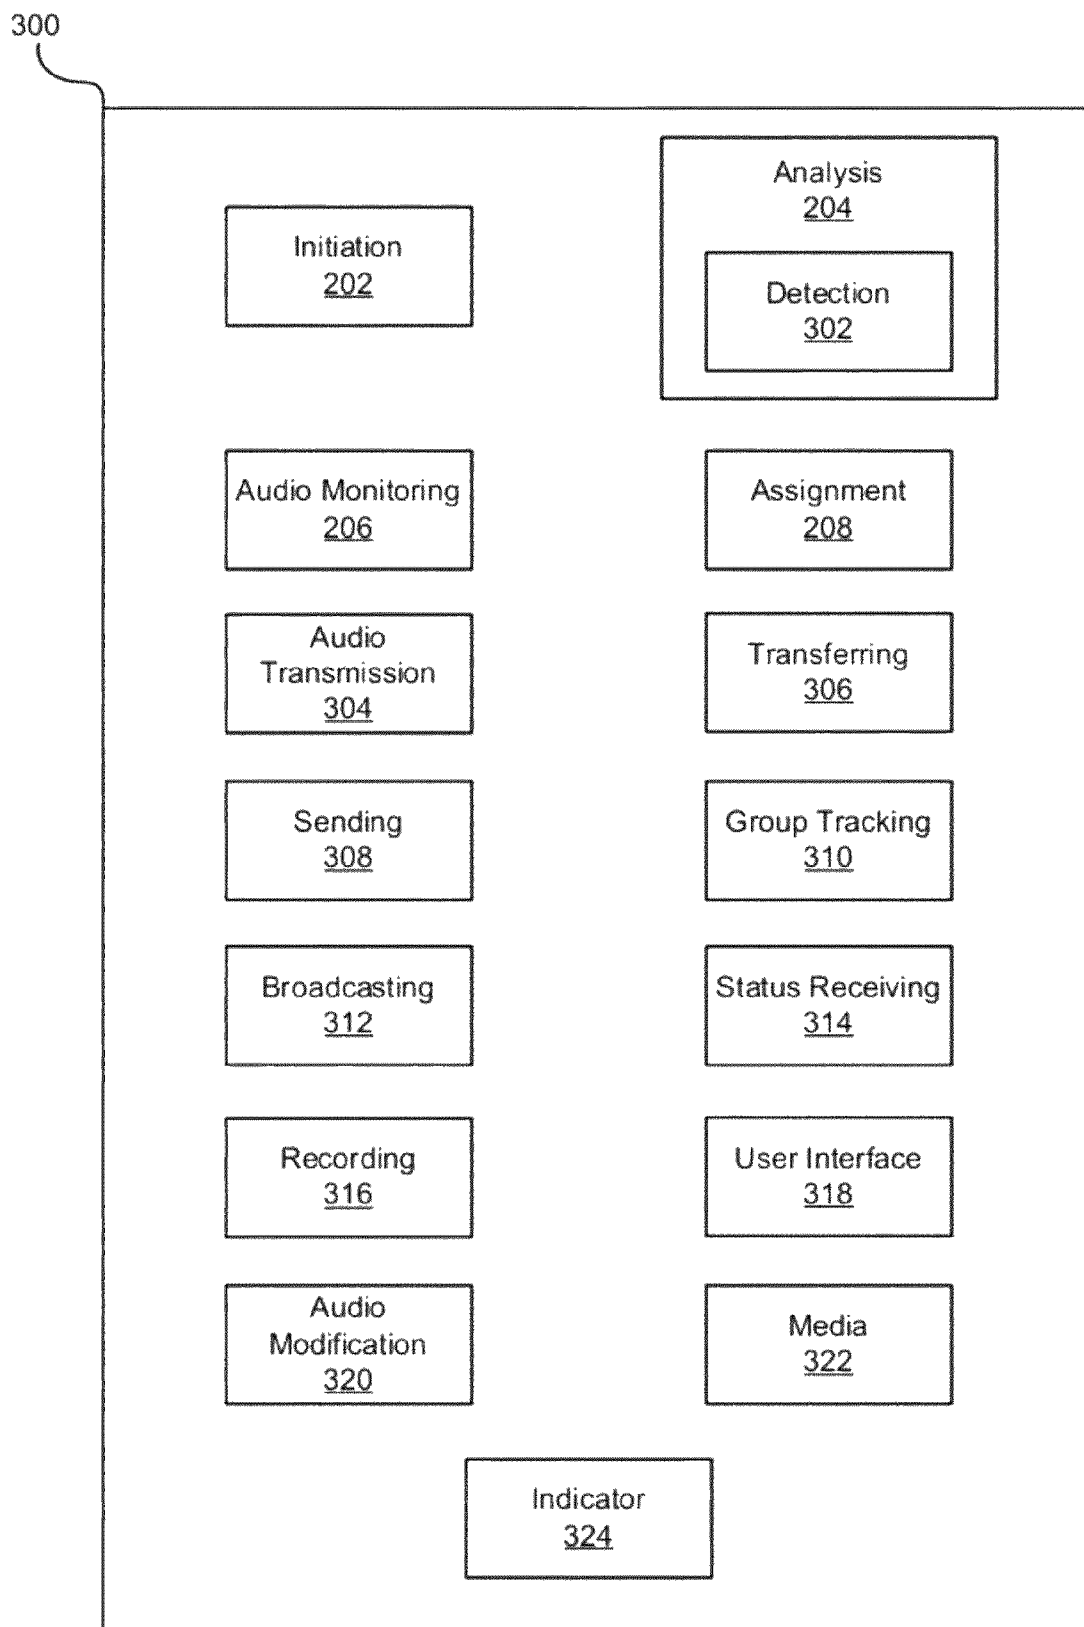 300
Initiation
202
Analysis
204
Detection
302
Audio Monitoring
206
Assignment
208
Audio
Transmission
304
Transferring
306
Sending
308
Group Tracking
310
Broadcasting
312
Status Receiving
314
Recording
316
User Interface
318
Audio
Modification
320
Media
322
Indicator
324